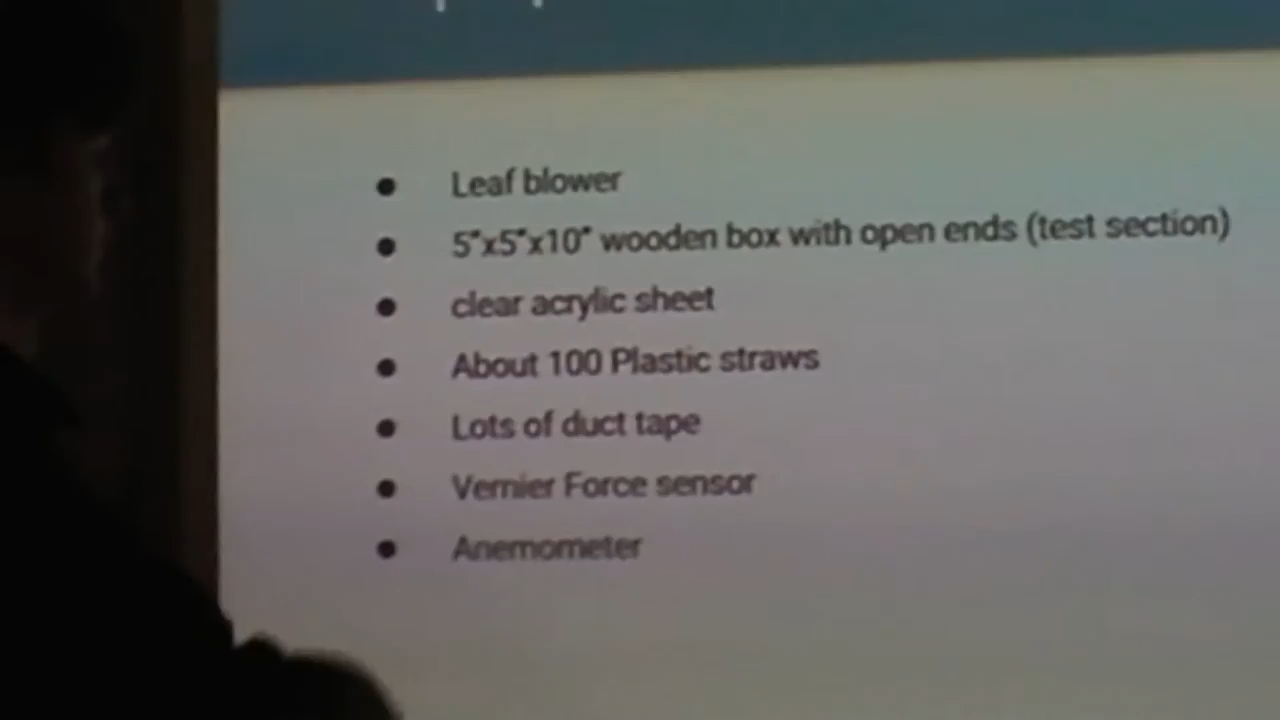 ● Leaf blower
● 5"x5"x10" wooden box with open ends (test section)
● clear acrylic sheet
● About 100 Plastic straws
● Lots of duct tape
● Vernier Force sensor
● Anemometer